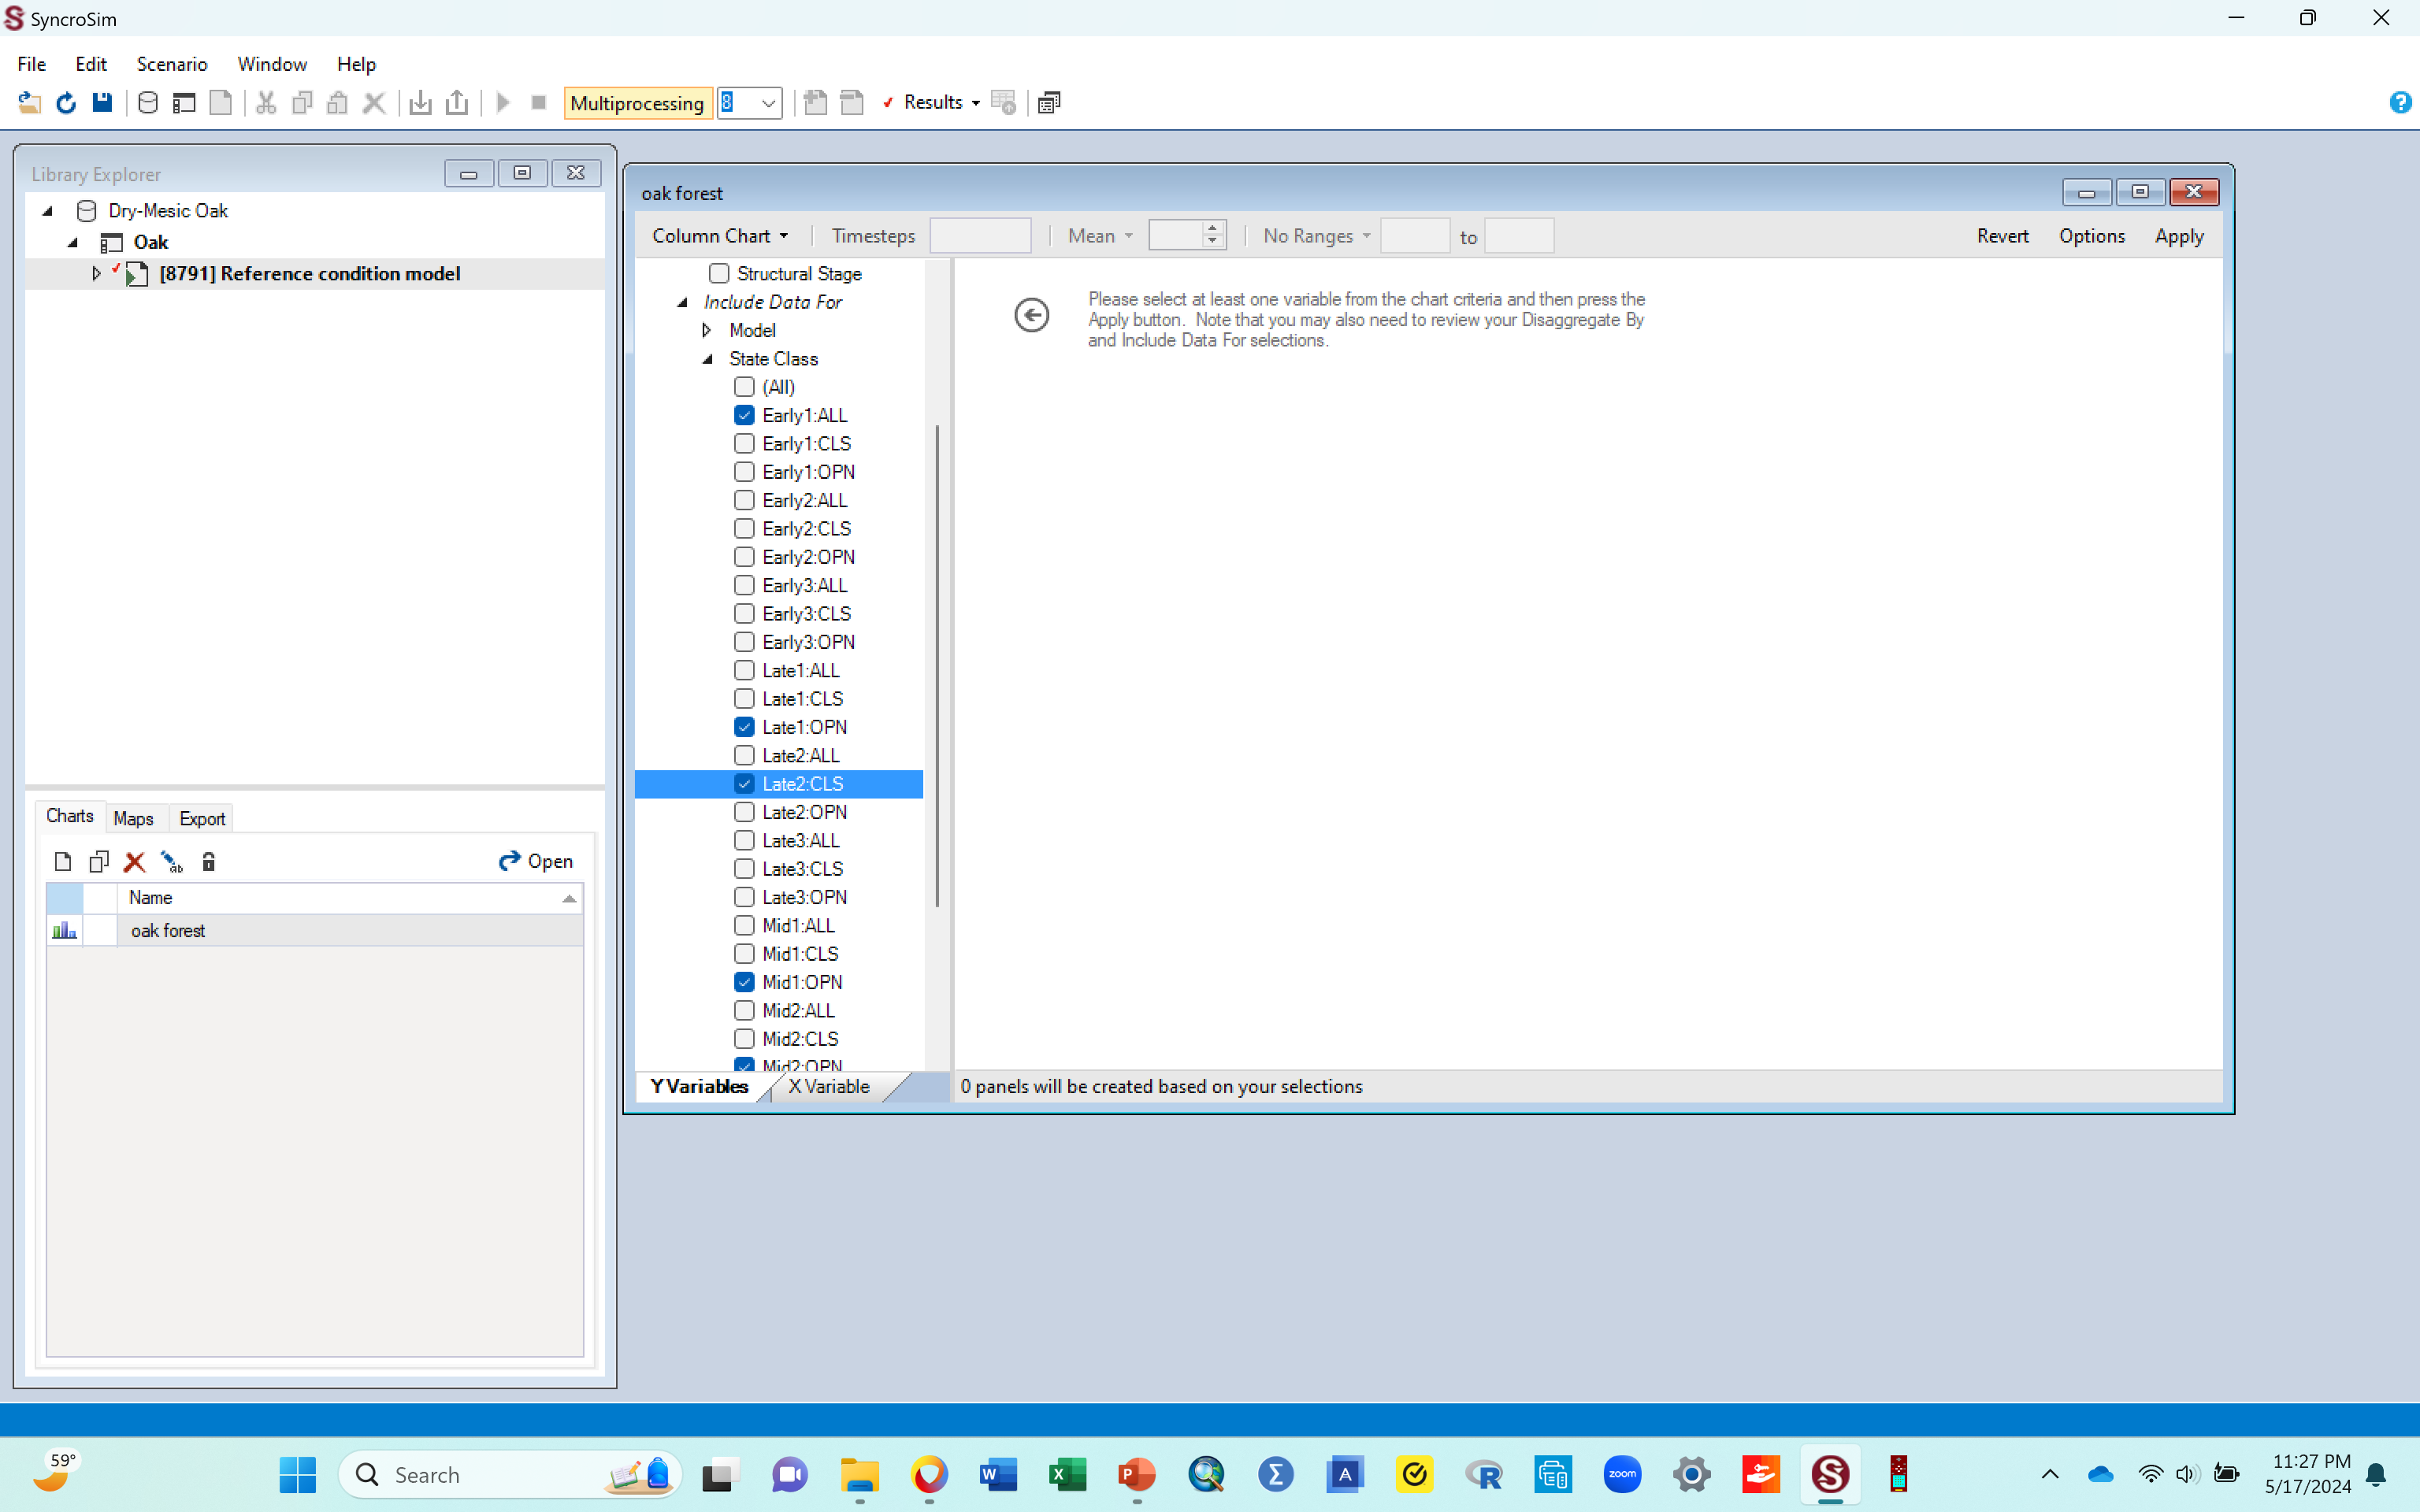 SyncroSim
File Edit Scenario Window Help
Multiprocessing 8 Results
Library Explorer
Dry-Mesic Oak
Oak
[8791] Reference condition model
Charts Maps Export
ab Open
Name
oak forest
oak forest
Column Chart Timesteps Mean No Ranges to Revert Options Apply
Structural Stage
Include Data For
Model
State Class
(All)
Early1:ALL
Early1:CLS
Early1:OPN
Early2:ALL
Early2:CLS
Early2:OPN
Early3:ALL
Early3:CLS
Early3:OPN
Late1:ALL
Late1:CLS
Late1:OPN
Late2:ALL
Late2:CLS
Late2:OPN
Late3:ALL
Late3:CLS
Late3:OPN
Mid1:ALL
Mid1:CLS
Mid1:OPN
Mid2:ALL
Mid2:CLS
Mid2:OPN
Y Variables X Variable
Please select at least one variable from the chart criteria and then press the
Apply button. Note that you may also need to review your Disaggregate By
and Include Data For selections.
0 panels will be created based on your selections
59°
Search
zoom
11:27 PM
5/17/2024